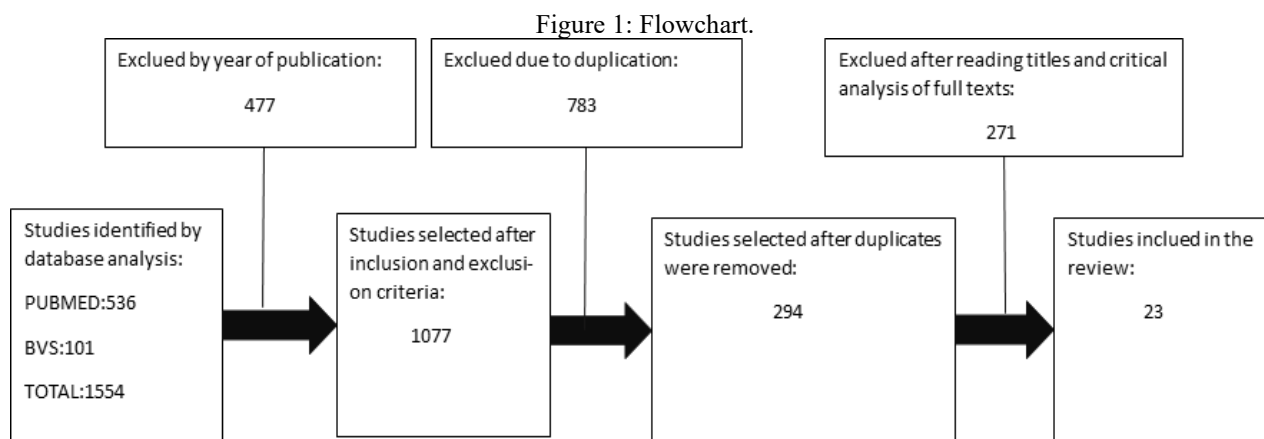 Figure 1: Flowchart.
Exclued by year of publication:
477
Exclued due to duplication:
783
Exclued after reading titles and critical
analysis of full texts:
271
Studies identified by
database analysis:
PUBMED:536
BVS:101
TOTAL:1554
Studies selected after
inclusion and exclusi-
on criteria:
1077
Studies selected after duplicates
were removed:
294
Studies inclued in the
review:
23